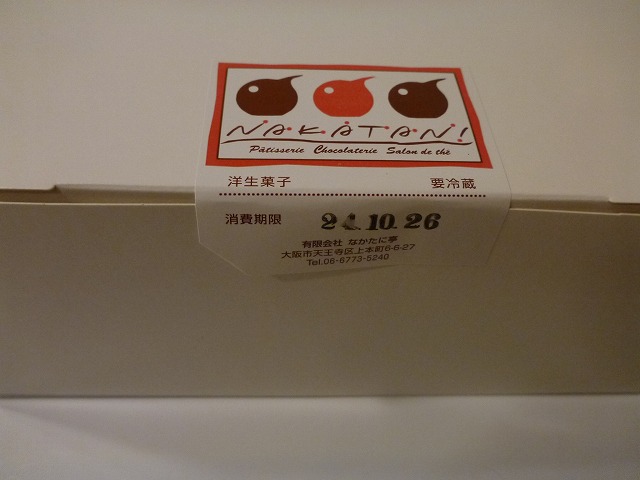 NAKATANI
Pâtisserie Chocolaterie Salon de thé
洋生菓子 要冷蔵
消費期限 24.10.26
有限会社 なかたに亭
大阪市天王寺区上本町6-6-27
Tel.06-6773-5240